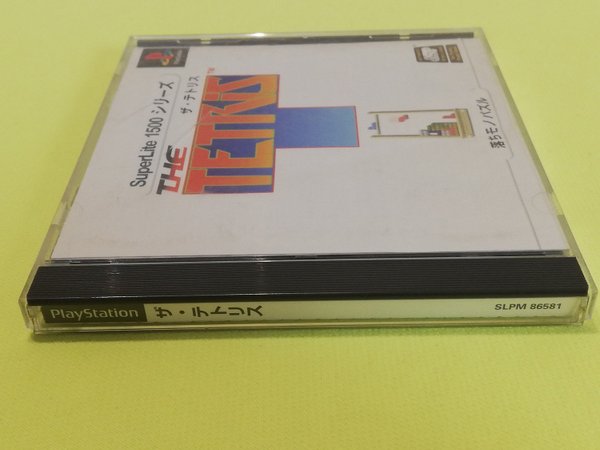 SuperLite 1500 シリーズ
THE
TETRIS
ザ・テトリス
落ちモノパズル
PlayStation
ザ・テトリス
SLPM 86581